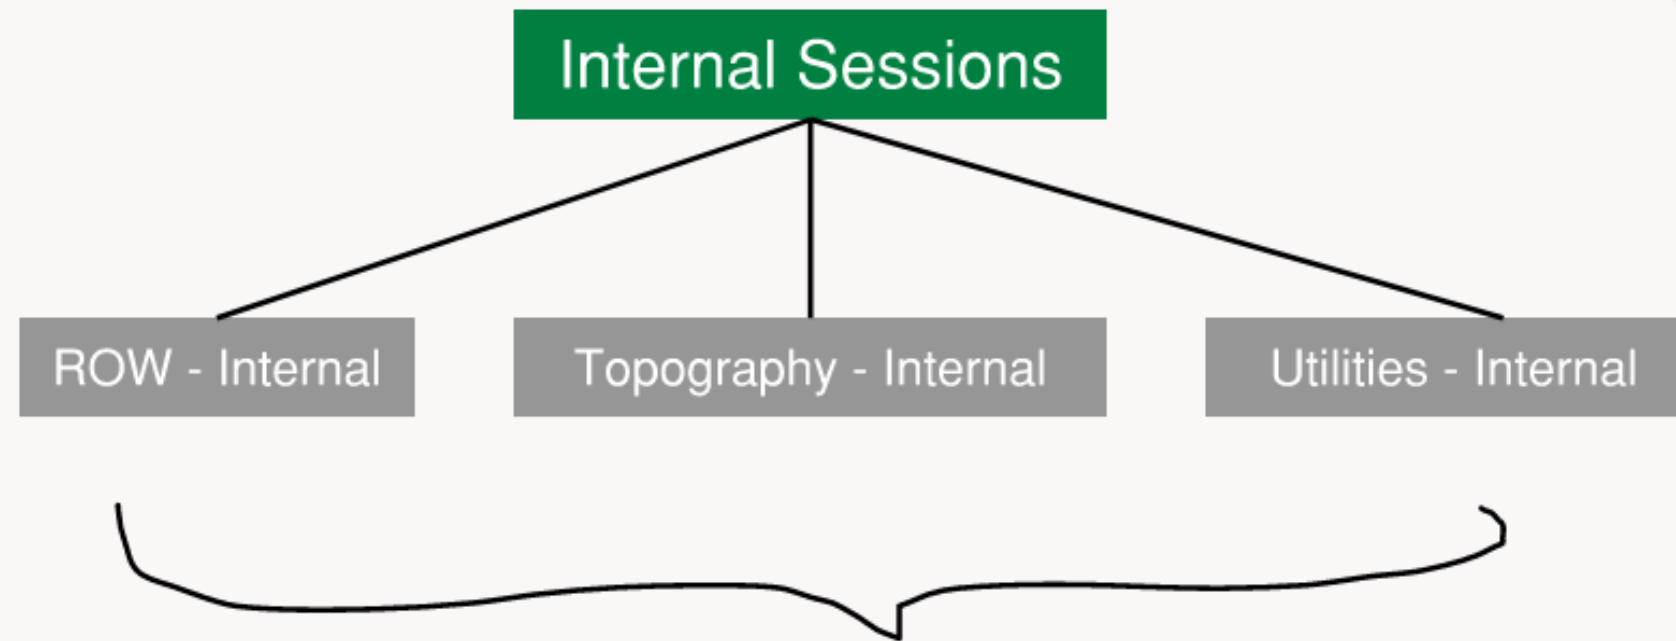 Internal Sessions
ROW - Internal
Topography - Internal
Utilities - Internal